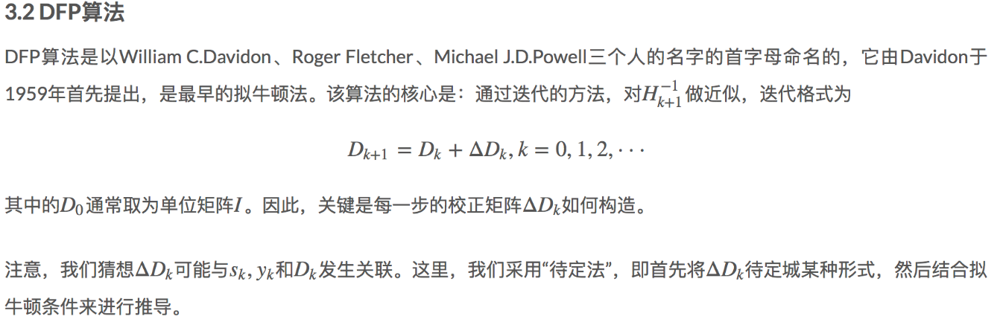 3.2 DFP算法
DFP算法是以William C.Davidon、Roger Fletcher、Michael J.D.Powell三个人的名字的首字母命名的，它由Davidon于
1959年首先提出，是最早的拟牛顿法。该算法的核心是：通过迭代的方法，对$H_{k+1}^{-1}$做近似，迭代格式为
$D_{k+1} = D_k + \Delta D_k, k = 0, 1, 2, \cdots$
其中的$D_0$通常取为单位矩阵$I$。因此，关键是每一步的校正矩阵$\Delta D_k$如何构造。
注意，我们猜想$\Delta D_k$可能与$s_k, y_k$和$D_k$发生关联。这里，我们采用“待定法”，即首先将$\Delta D_k$待定城某种形式，然后结合拟
牛顿条件来进行推导。